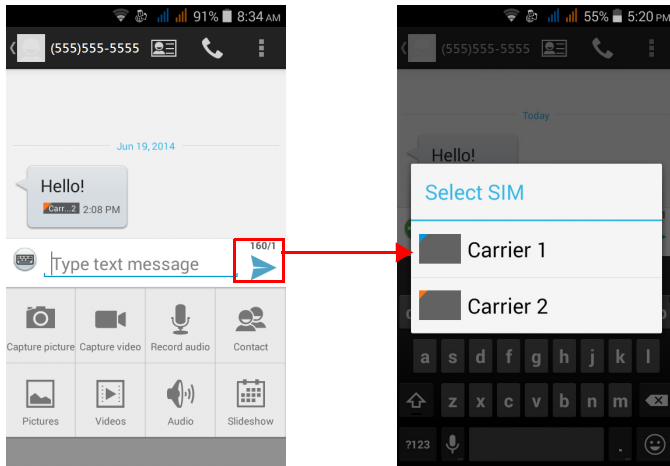 91% 8:34 AM
(555)555-5555
Jun 19, 2014
Hello!
Carr...2 2:08 PM
160/1
Type text message
Capture picture Capture video Record audio Contact
Pictures Videos Audio Slideshow
55% 5:20 PM
(555)555-5555
Today
Hello!
Select SIM
Carrier 1
Carrier 2
a s d f g h j k l
z x c v b n m
?123 .